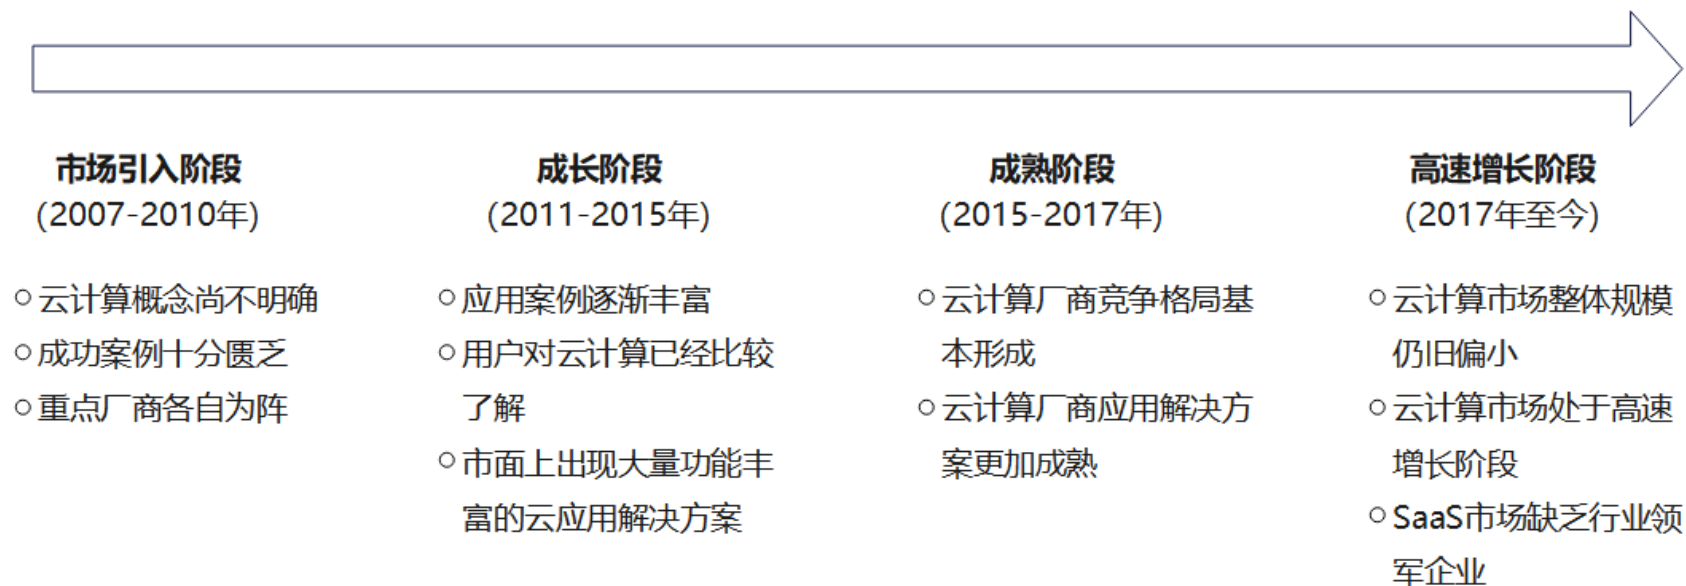 市场引入阶段
(2007-2010年)
○云计算概念尚不明确
○成功案例十分匮乏
○重点厂商各自为阵
成长阶段
(2011-2015年)
○应用案例逐渐丰富
○用户对云计算已经比较
了解
○市面上出现大量功能丰
富的云应用解决方案
成熟阶段
(2015-2017年)
○云计算厂商竞争格局基
本形成
○云计算厂商应用解决方
案更加成熟
高速增长阶段
(2017年至今)
○云计算市场整体规模
仍旧偏小
○云计算市场处于高速
增长阶段
○SaaS市场缺乏行业领
军企业